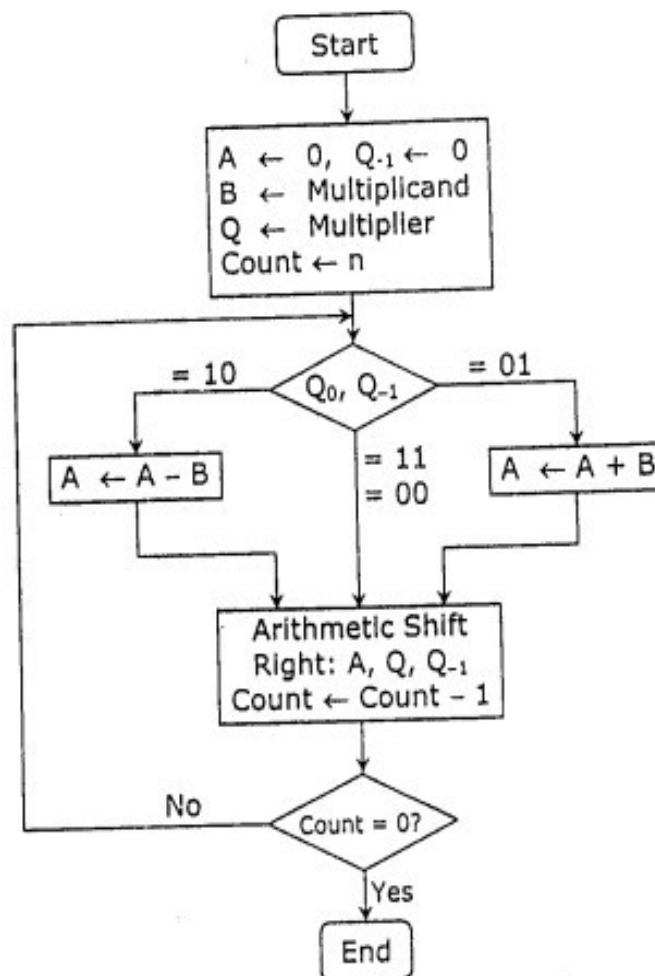 Start
A ← 0, Q₋₁ ← 0
B ← Multiplicand
Q ← Multiplier
Count ← n
= 10
Q₀, Q₋₁
= 01
A ← A – B
= 11
= 00
A ← A + B
Arithmetic Shift
Right: A, Q, Q₋₁
Count ← Count – 1
No
Count = 0?
Yes
End